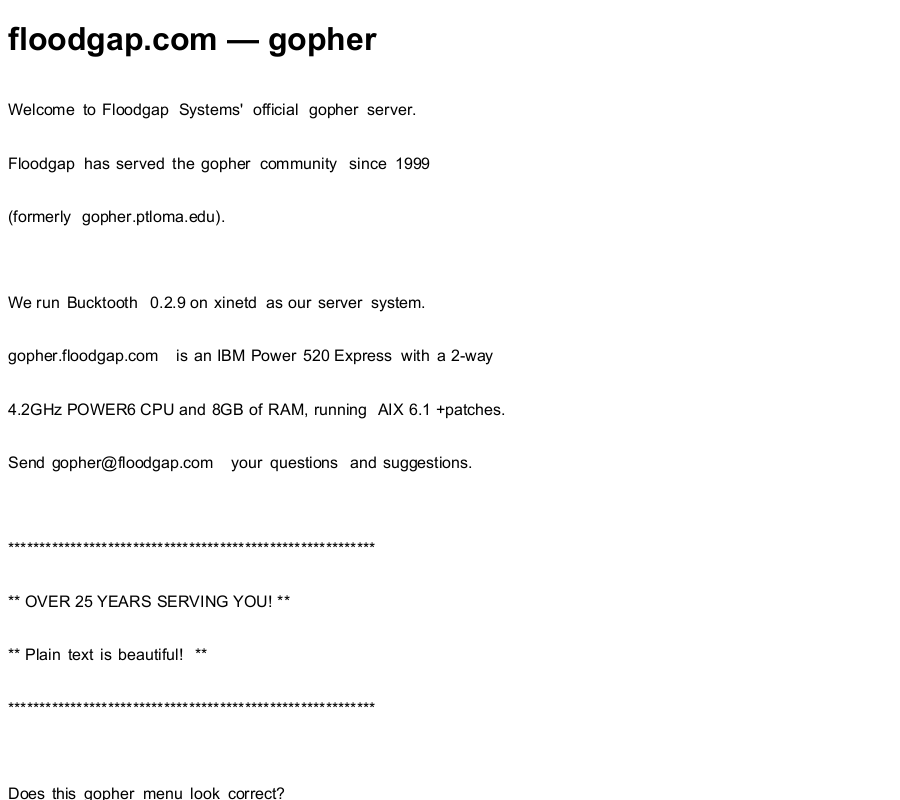 floodgap.com — gopher
Welcome to Floodgap Systems' official gopher server.
Floodgap has served the gopher community since 1999
(formerly gopher.ptloma.edu).
We run Bucktooth 0.2.9 on xinetd as our server system.
gopher.floodgap.com is an IBM Power 520 Express with a 2-way
4.2GHz POWER6 CPU and 8GB of RAM, running AIX 6.1 +patches.
Send gopher@floodgap.com your questions and suggestions.
***********************************************************
** OVER 25 YEARS SERVING YOU! **
** Plain text is beautiful! **
***********************************************************
Does this gopher menu look correct?